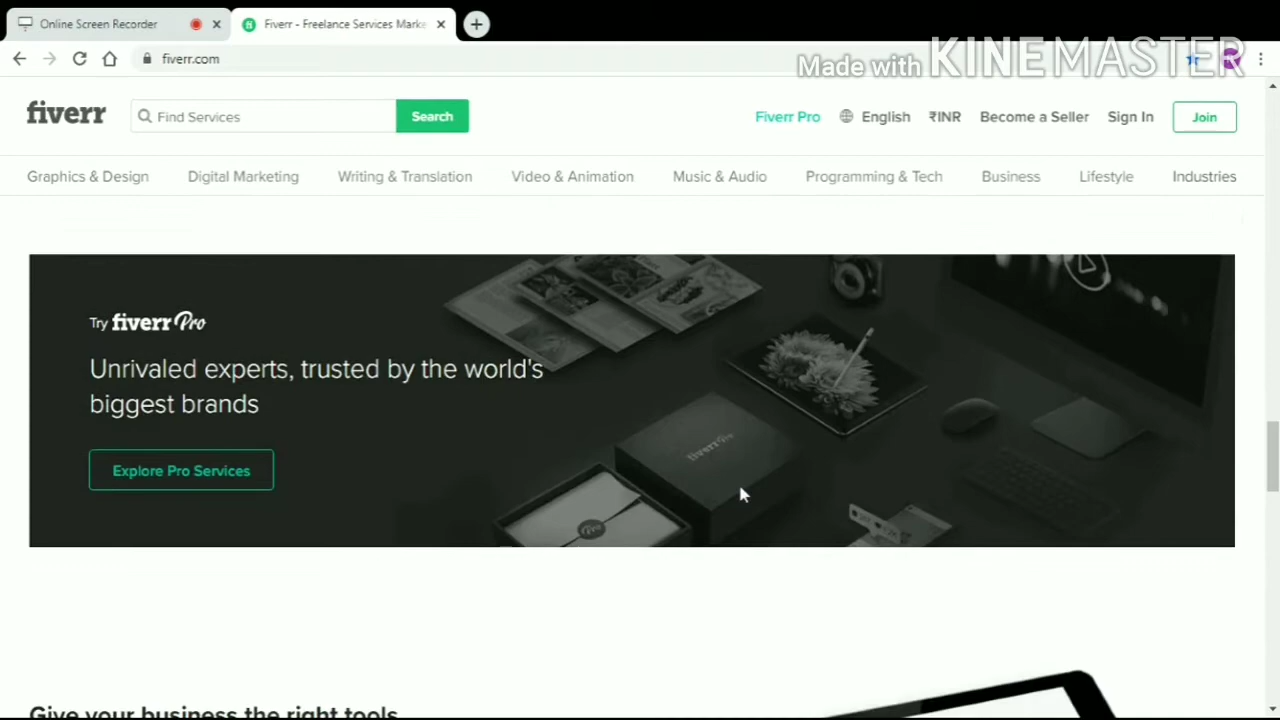 Online Screen Recorder
Fiverr - Freelance Services Marke
fiverr.com
Made with KINEMASTER
fiverr
Find Services
Search
Fiverr Pro
English
₹INR
Become a Seller
Sign In
Join
Graphics & Design
Digital Marketing
Writing & Translation
Video & Animation
Music & Audio
Programming & Tech
Business
Lifestyle
Industries
Try fiverr Pro
Unrivaled experts, trusted by the world's
biggest brands
Explore Pro Services
fiverr Pro
Give your business the right tools